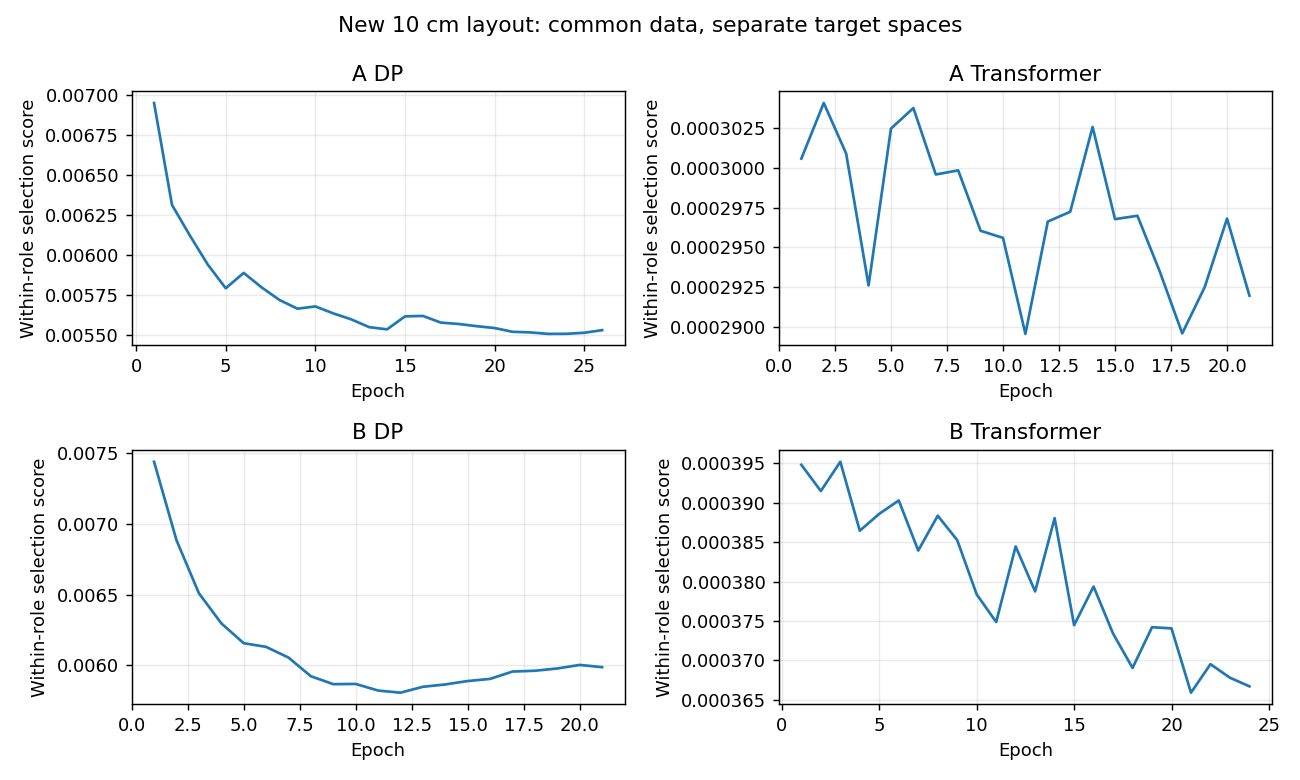 New 10 cm layout: common data, separate target spaces
A DP
Within-role selection score
0.00700
0.00675
0.00650
0.00625
0.00600
0.00575
0.00550
0 5 10 15 20 25
Epoch
A Transformer
Within-role selection score
0.0003025
0.0003000
0.0002975
0.0002950
0.0002925
0.0002900
0.0 2.5 5.0 7.5 10.0 12.5 15.0 17.5 20.0
Epoch
B DP
Within-role selection score
0.0075
0.0070
0.0065
0.0060
0.0 2.5 5.0 7.5 10.0 12.5 15.0 17.5 20.0
Epoch
B Transformer
Within-role selection score
0.000395
0.000390
0.000385
0.000380
0.000375
0.000370
0.000365
0 5 10 15 20 25
Epoch